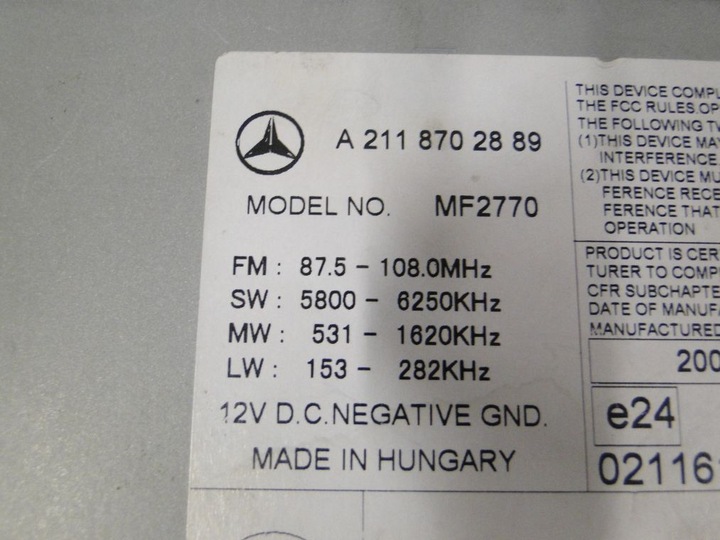 A 211 870 28 89
MODEL NO. MF2770
FM : 87.5 - 108.0MHz
SW : 5800 - 6250KHz
MW : 531 - 1620KHz
LW : 153 - 282KHz
12V D.C.NEGATIVE GND.
MADE IN HUNGARY
THIS DEVICE COMPL
THE FCC RULES.OP
THE FOLLOWING TW
(1)THIS DEVICE MAY
INTERFERENCE.
(2)THIS DEVICE MU
FERENCE RECE
FERENCE THAT
OPERATION
PRODUCT IS CER
TURER TO COMP
CFR SUBCHAPTE
DATE OF MANUFA
MANUFACTURED
200
e24
021161